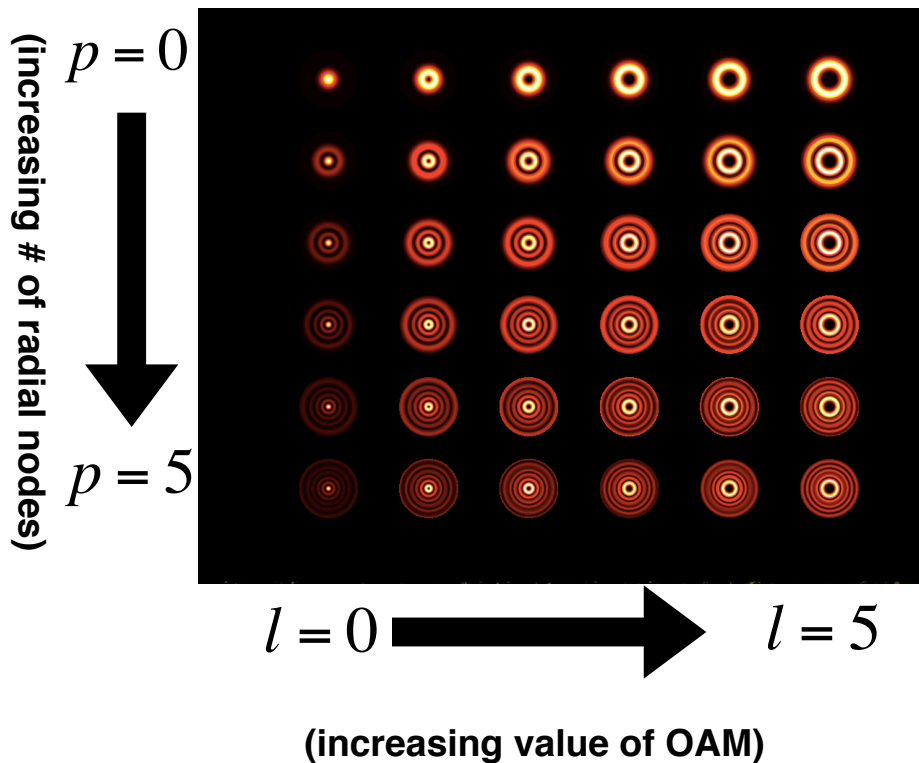 p = 0
(increasing # of radial nodes)
p = 5
l = 0
l = 5
(increasing value of OAM)